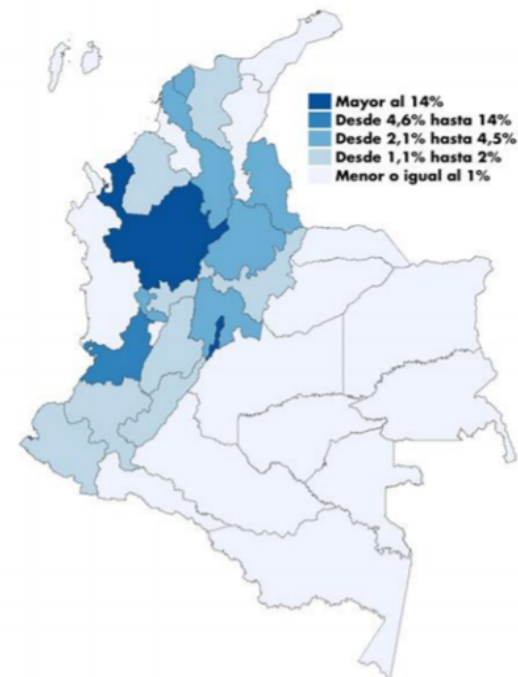 Mayor al 14%
Desde 4,6% hasta 14%
Desde 2,1% hasta 4,5%
Desde 1,1% hasta 2%
Menor o igual al 1%